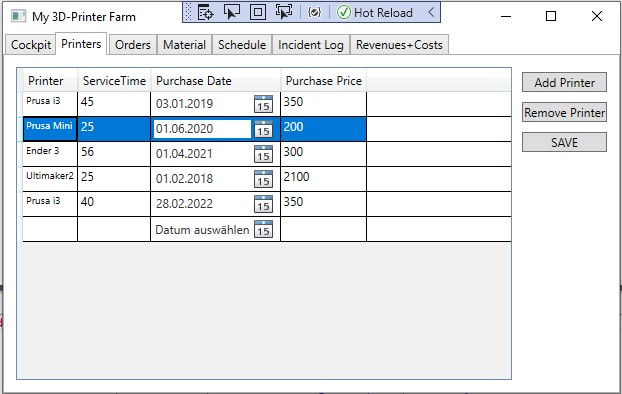 My 3D-Printer Farm
Hot Reload
Cockpit Printers Orders Material Schedule Incident Log Revenues+Costs
Printer ServiceTime Purchase Date Purchase Price
Prusa i3 45 03.01.2019 15 350
Prusa Mini 25 01.06.2020 15 200
Ender 3 56 01.04.2021 15 300
Ultimaker2 25 01.02.2018 15 2100
Prusa i3 40 28.02.2022 15 350
Datum auswählen 15
Add Printer
Remove Printer
SAVE